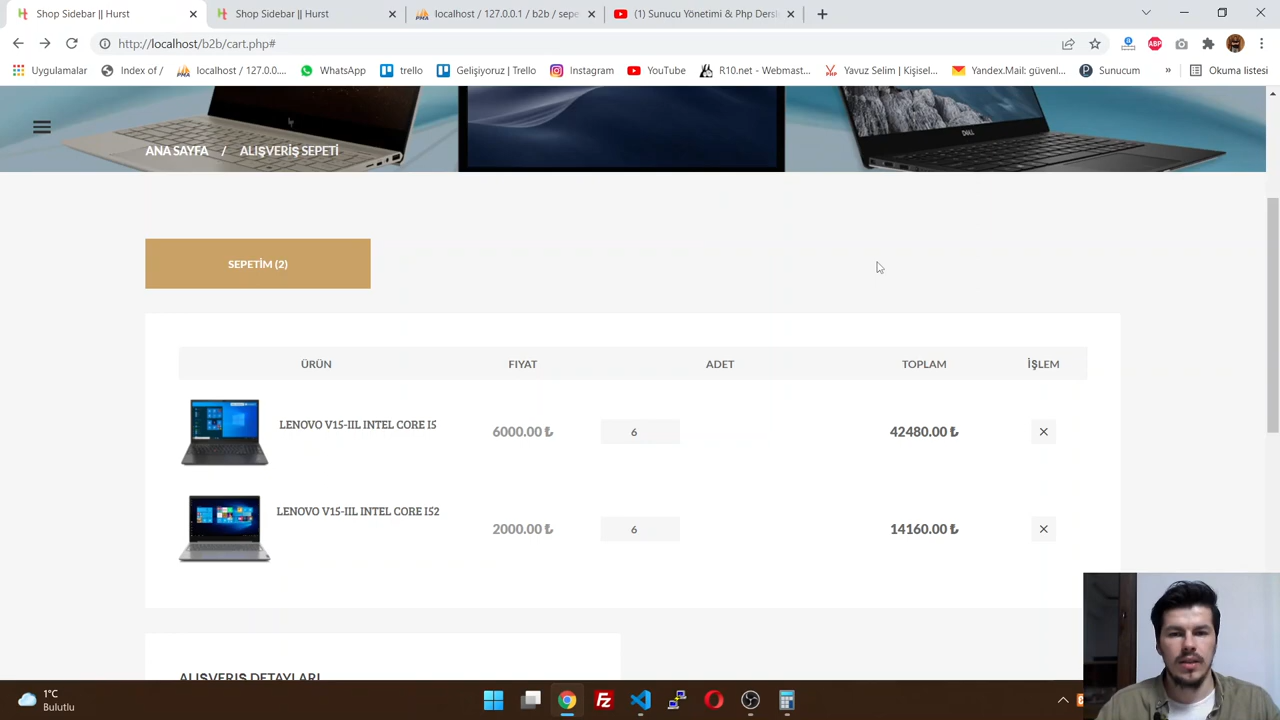 Shop Sidebar || Hurst
Shop Sidebar || Hurst
localhost / 127.0.0.1 / b2b / sepe
(1) Sunucu Yönetimi & Php Dersl
http://localhost/b2b/cart.php#
Uygulamalar
Index of /
localhost / 127.0.0....
WhatsApp
trello
Gelişiyoruz | Trello
Instagram
YouTube
R10.net - Webmast...
Yavuz Selim | Kişisel...
Yandex.Mail: güvenl...
Sunucum
»
Okuma listesi
ANA SAYFA / ALIŞVERİŞ SEPETİ
SEPETİM (2)
ÜRÜN FIYAT ADET TOPLAM İŞLEM
LENOVO V15-IIL INTEL CORE I5
6000.00 ₺ 6 42480.00 ₺ ×
LENOVO V15-IIL INTEL CORE I52
2000.00 ₺ 6 14160.00 ₺ ×
ALIŞVERİŞ DETAYLARI
1°C
Bulutlu